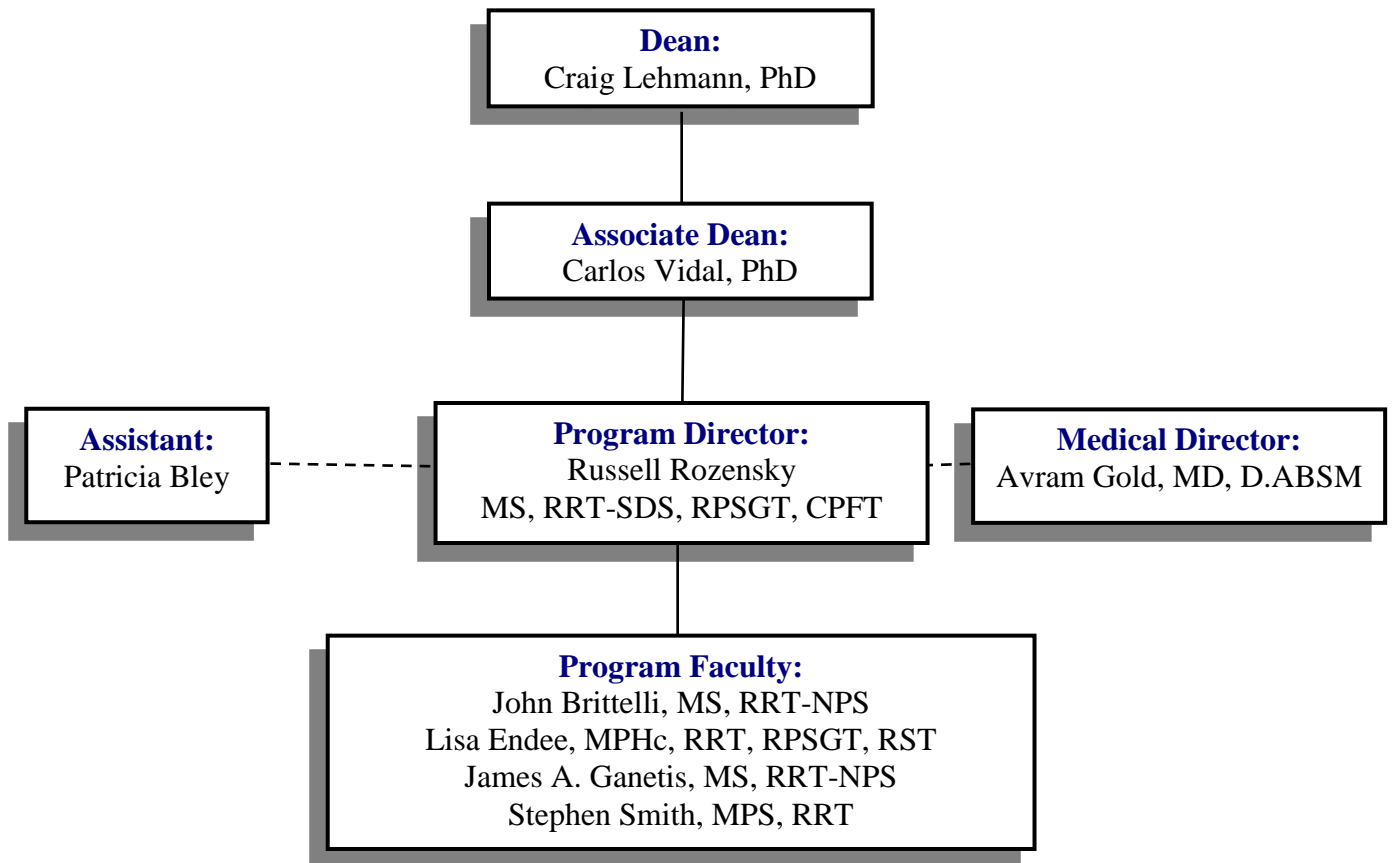 Dean:
Craig Lehmann, PhD
Associate Dean:
Carlos Vidal, PhD
Assistant:
Patricia Bley
Program Director:
Russell Rozensky
MS, RRT-SDS, RPSGT, CPFT
Medical Director:
Avram Gold, MD, D.ABSM
Program Faculty:
John Brittelli, MS, RRT-NPS
Lisa Endee, MPHc, RRT, RPSGT, RST
James A. Ganetis, MS, RRT-NPS
Stephen Smith, MPS, RRT